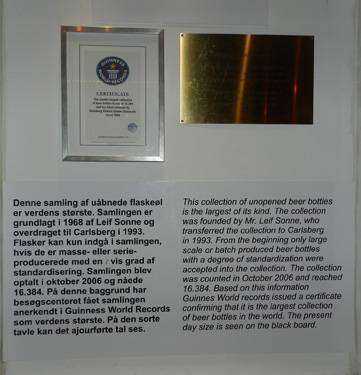 GUINNESS
WORLD RECORDS
CERTIFICATE
The world's largest collection
Denne samling af uåbnede flaskeøl
er verdens største. Samlingen er
grundlagt i 1968 af Leif Sonne og
overdraget til Carlsberg i 1993.
Flasker kan kun indgå i samlingen,
hvis de er masse- eller serie-
producerede med en vis grad af
standardisering. Samlingen blev
optalt i oktober 2006 og nåede
16.384. På denne baggrund har
besøgscenteret fået samlingen
anerkendt i Guinness World Records
som verdens største. På den sorte
tavle kan det ajourførte tal ses.
This collection of unopened beer bottles
is the largest of its kind. The collection
was founded by Mr. Leif Sonne, who
transferred the collection to Carlsberg
in 1993. From the beginning only large
scale or batch produced beer bottles
with a degree of standardization were
accepted into the collection. The collection
was counted in October 2006 and reached
16.384. Based on this information
Guinnes World records issued a certificate
confirming that it is the largest collection
of beer bottles in the world. The present
day size is seen on the black board.